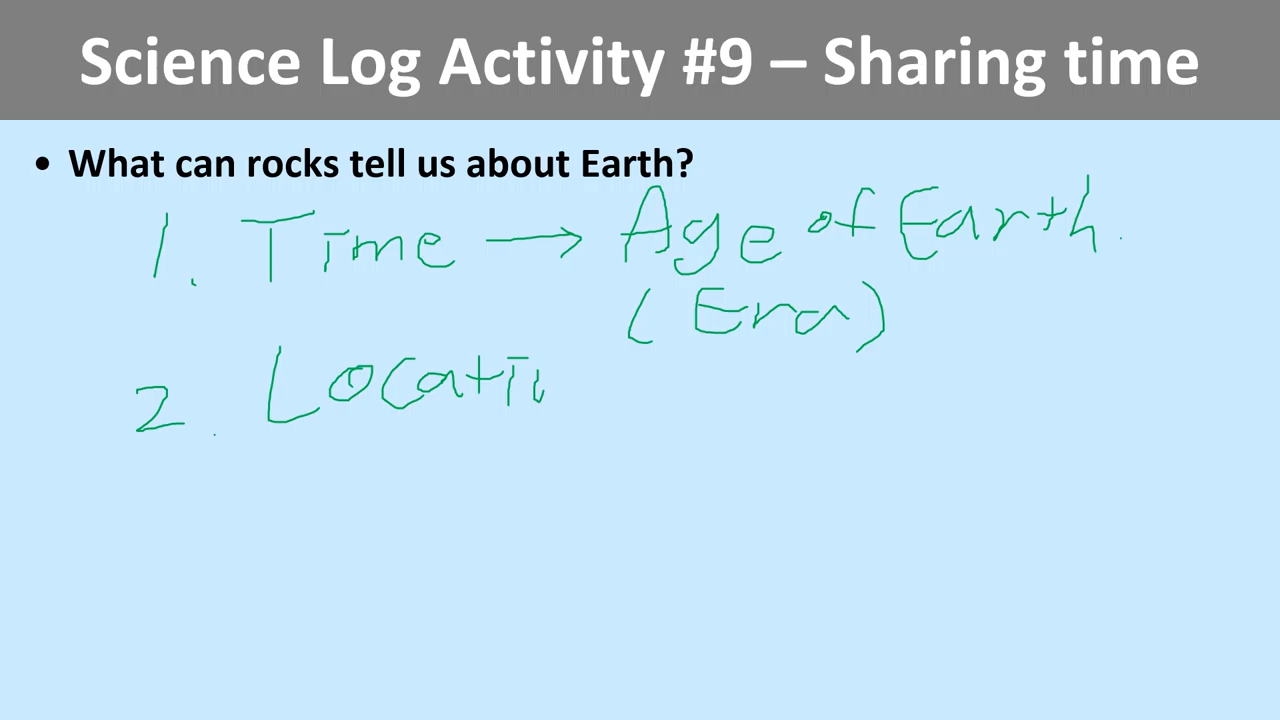 Science Log Activity #9 – Sharing time
• What can rocks tell us about Earth?
1. Time → Age of Earth.
(Era)
2. Locati